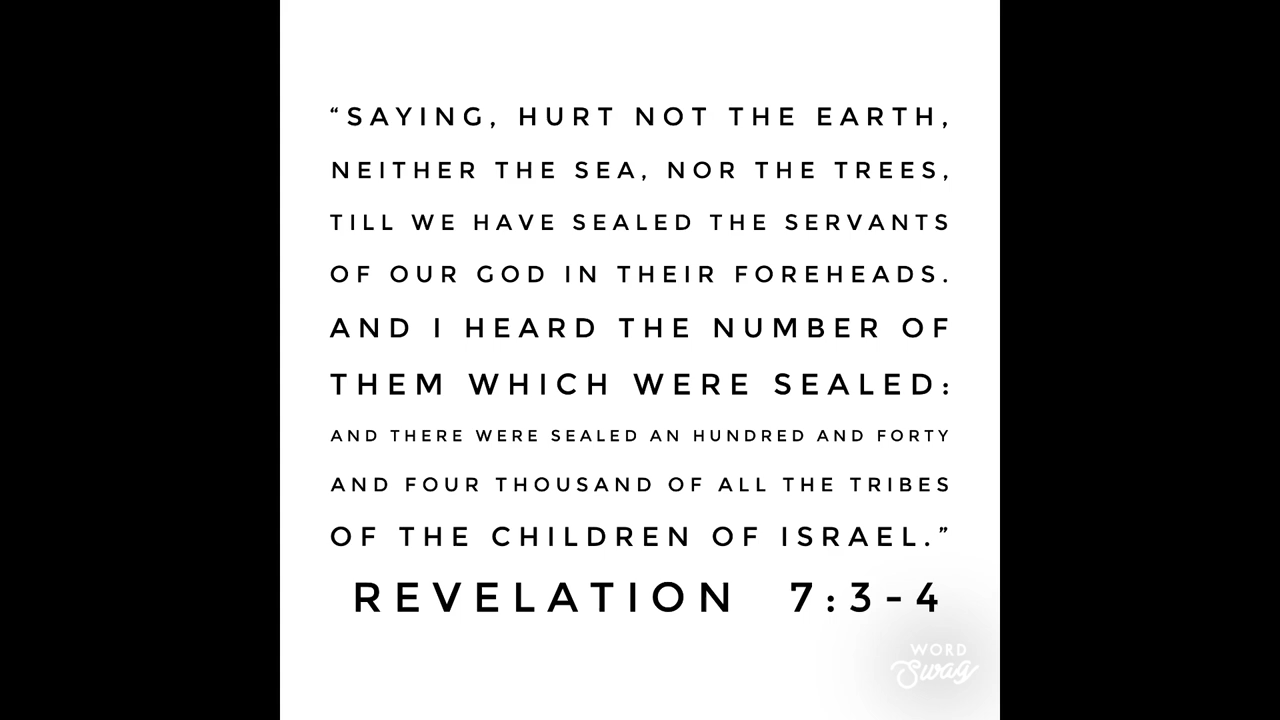 “SAYING, HURT NOT THE EARTH,
NEITHER THE SEA, NOR THE TREES,
TILL WE HAVE SEALED THE SERVANTS
OF OUR GOD IN THEIR FOREHEADS.
AND I HEARD THE NUMBER OF
THEM WHICH WERE SEALED:
AND THERE WERE SEALED AN HUNDRED AND FORTY
AND FOUR THOUSAND OF ALL THE TRIBES
OF THE CHILDREN OF ISRAEL.”
REVELATION 7:3-4
WORD
Swag